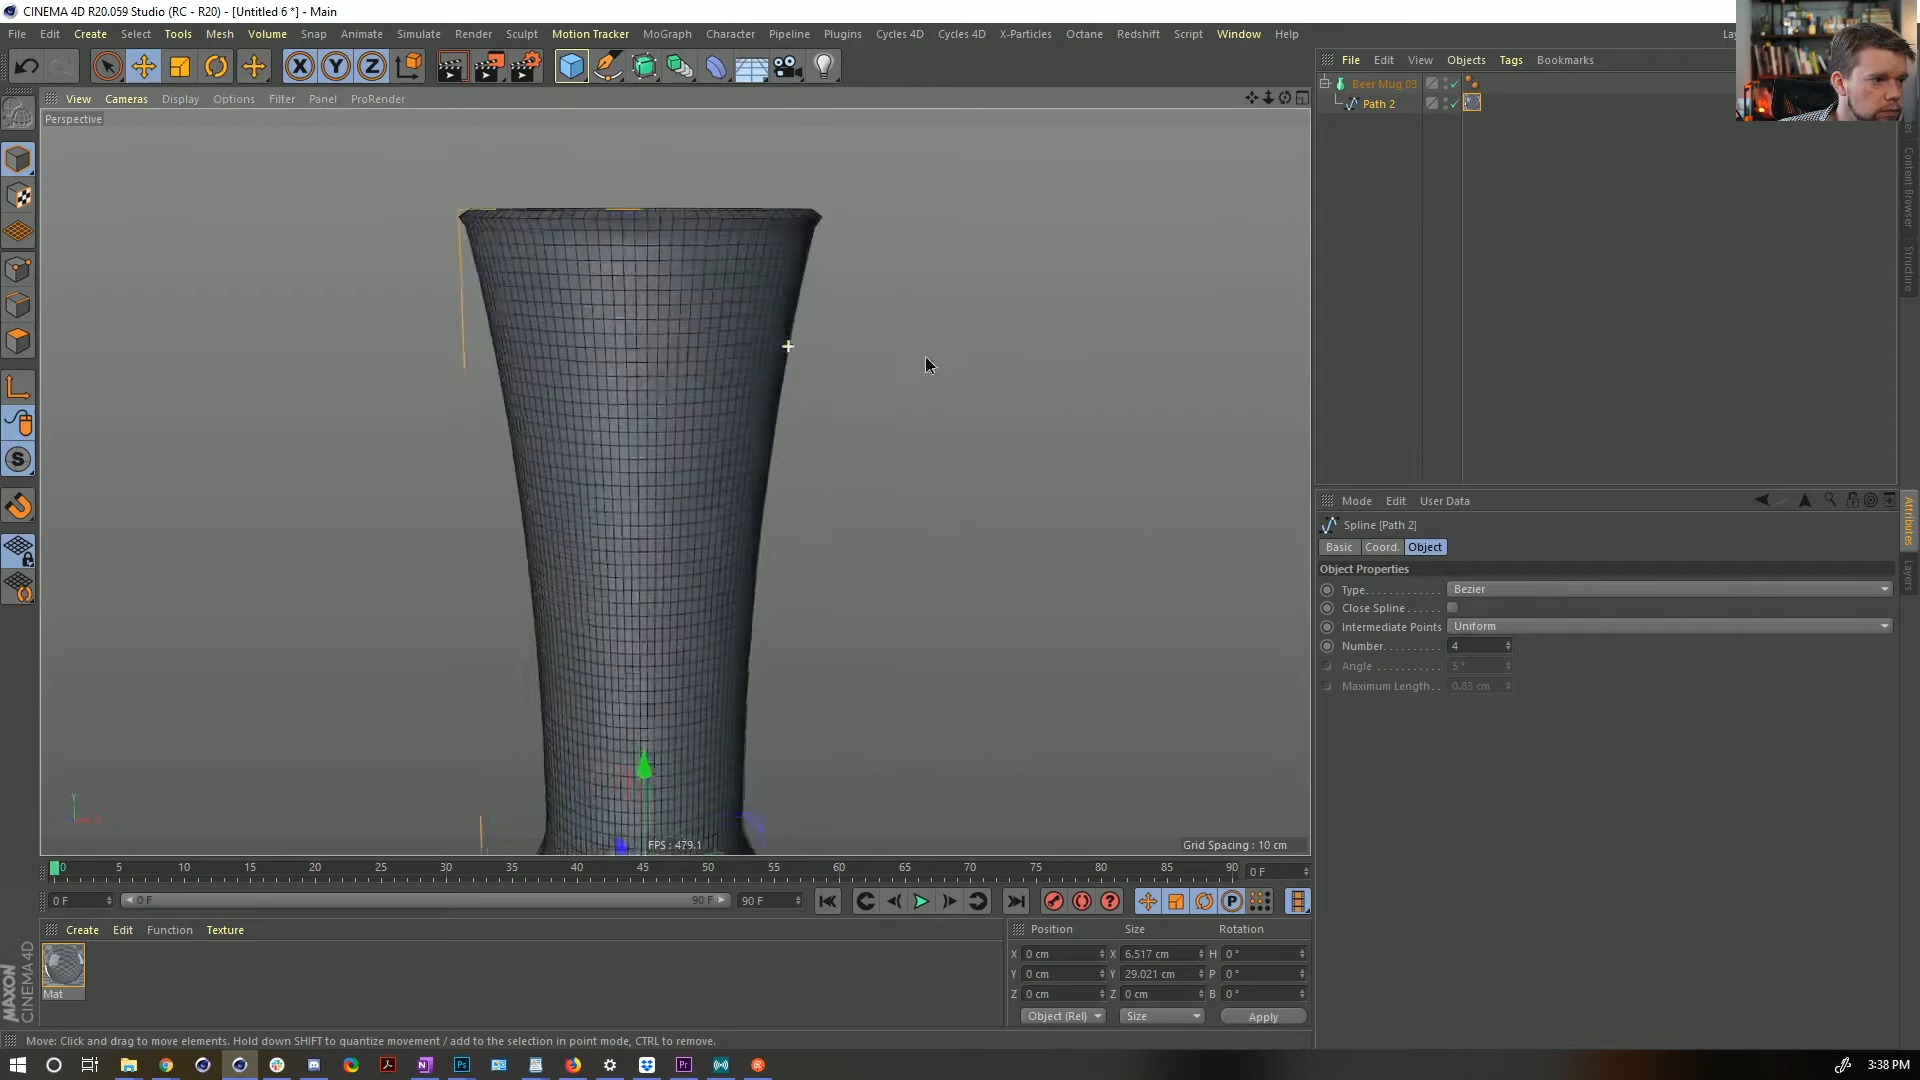 CINEMA 4D R20.059 Studio (RC - R20) - [Untitled 6 *] - Main
File Edit Create Select Tools Mesh Volume Snap Animate Simulate Render Sculpt Motion Tracker MoGraph Character Pipeline Plugins Cycles 4D Cycles 4D X-Particles Octane Redshift Script Window Help
File Edit View Objects Tags Bookmarks
Beer Mug 03
Path 2
View Cameras Display Options Filter Panel ProRender
Perspective
Content Browser
Structure
Mode Edit User Data
Spline [Path 2]
Basic Coord. Object
Object Properties
Type. . . . . . . . . . . . Bezier
Close Spline . . . . . .
Intermediate Points Uniform
Number. . . . . . . . . 4
Angle . . . . . . . . . . . 5 °
Maximum Length. . 0.83 cm
Attributes
Layers
Y
FPS : 479.1
Grid Spacing : 10 cm
0 5 10 15 20 25 30 35 40 45 50 55 60 65 70 75 80 85 90 0 F
0 F 0 F 90 F 90 F
Create Edit Function Texture
Mat
Position Size Rotation
X 0 cm X 6.517 cm H 0 °
Y 0 cm Y 29.021 cm P 0 °
Z 0 cm Z 0 cm B 0 °
Object (Rel) Size Apply
MAXON
CINEMA 4D
Move: Click and drag to move elements. Hold down SHIFT to quantize movement / add to the selection in point mode, CTRL to remove.
3:38 PM